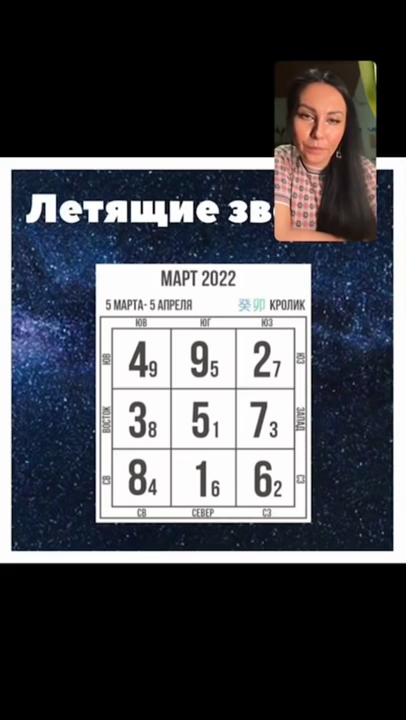 Летящие зв
МАРТ 2022
5 МАРТА- 5 АПРЕЛЯ 癸卯 КРОЛИК
ЮВ ЮГ ЮЗ
ЮВ 4 9 9 5 2 7 ЮЗ
ВОСТОК 3 8 5 1 7 3 ЗАПАД
СВ 8 4 1 6 6 2 СЗ
СВ СЕВЕР СЗ